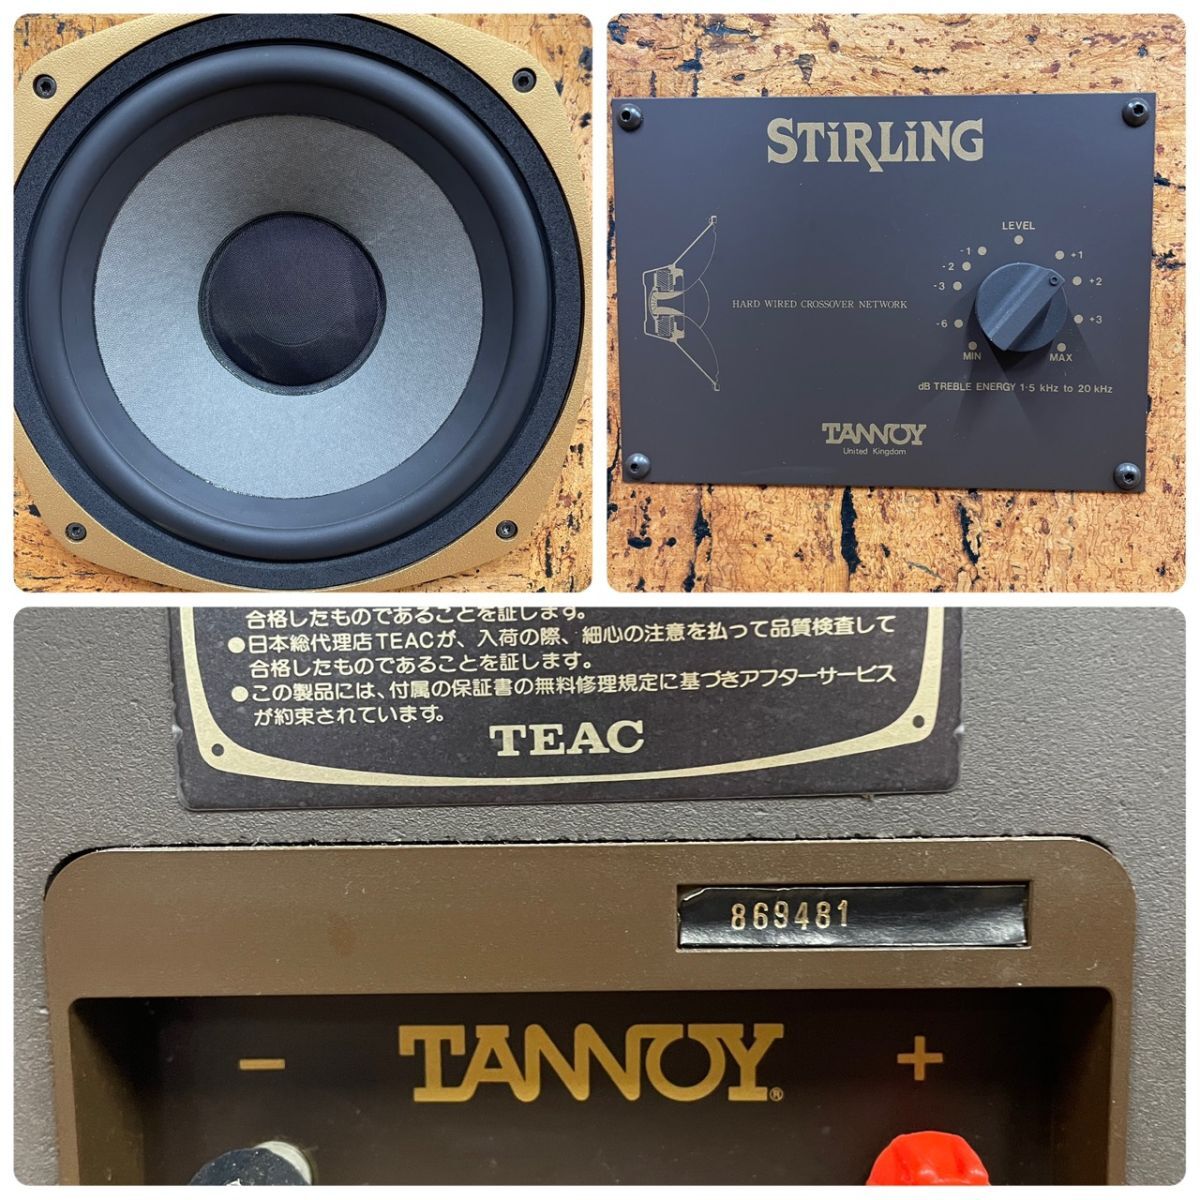 STiRLiNG
LEVEL
-1
+1
-2
+2
-3
-6
+3
MIN
MAX
HARD WIRED CROSSOVER NETWORK
dB TREBLE ENERGY 1·5 kHz to 20 kHz
TANNOY
United Kingdom
合格したものであることを証します。
●日本総代理店TEACが、入荷の際、細心の注意を払って品質検査して
合格したものであることを証します。
●この製品には、付属の保証書の無料修理規定に基づきアフターサービス
が約束されています。
TEAC
869481
− TANNOY® +